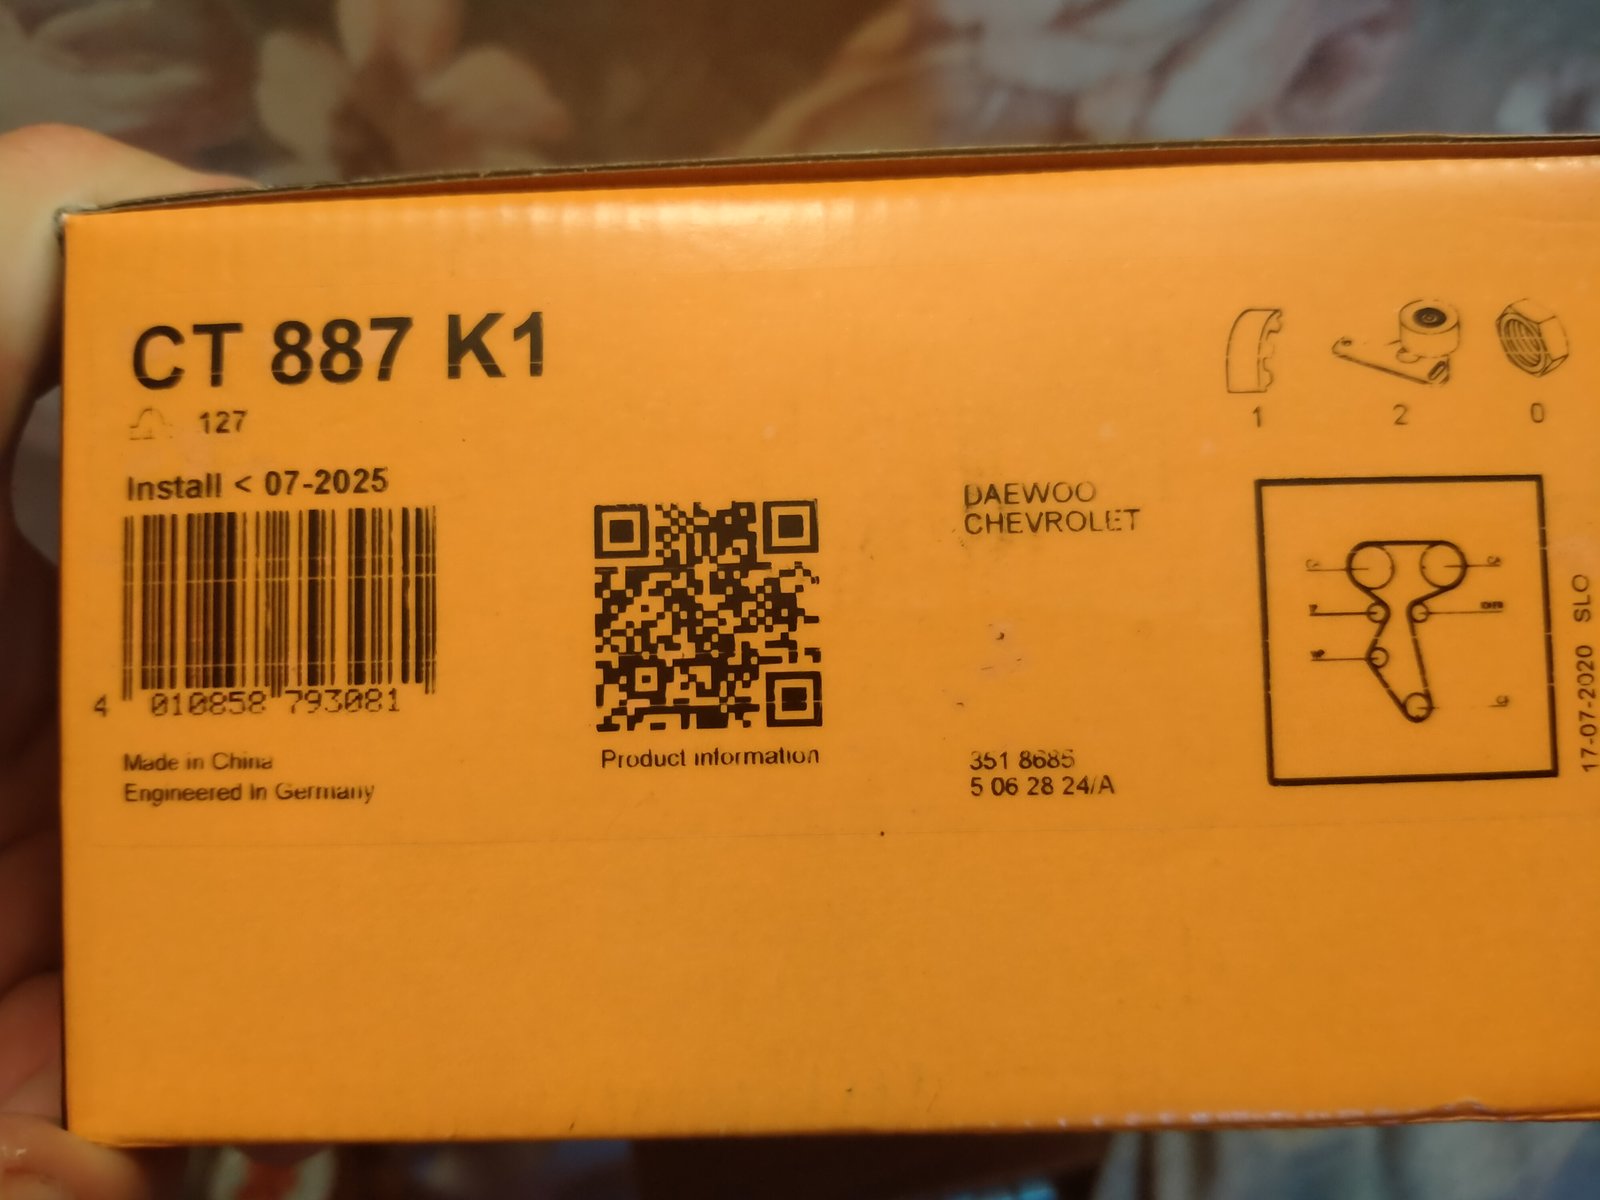 CT 887 K1
127
Install < 07-2025
4 010858 793081
Made in China
Engineered in Germany
Product information
DAEWOO
CHEVROLET
351 8685
5 06 28 24/A
1 2 0
17-07-2020 SLO